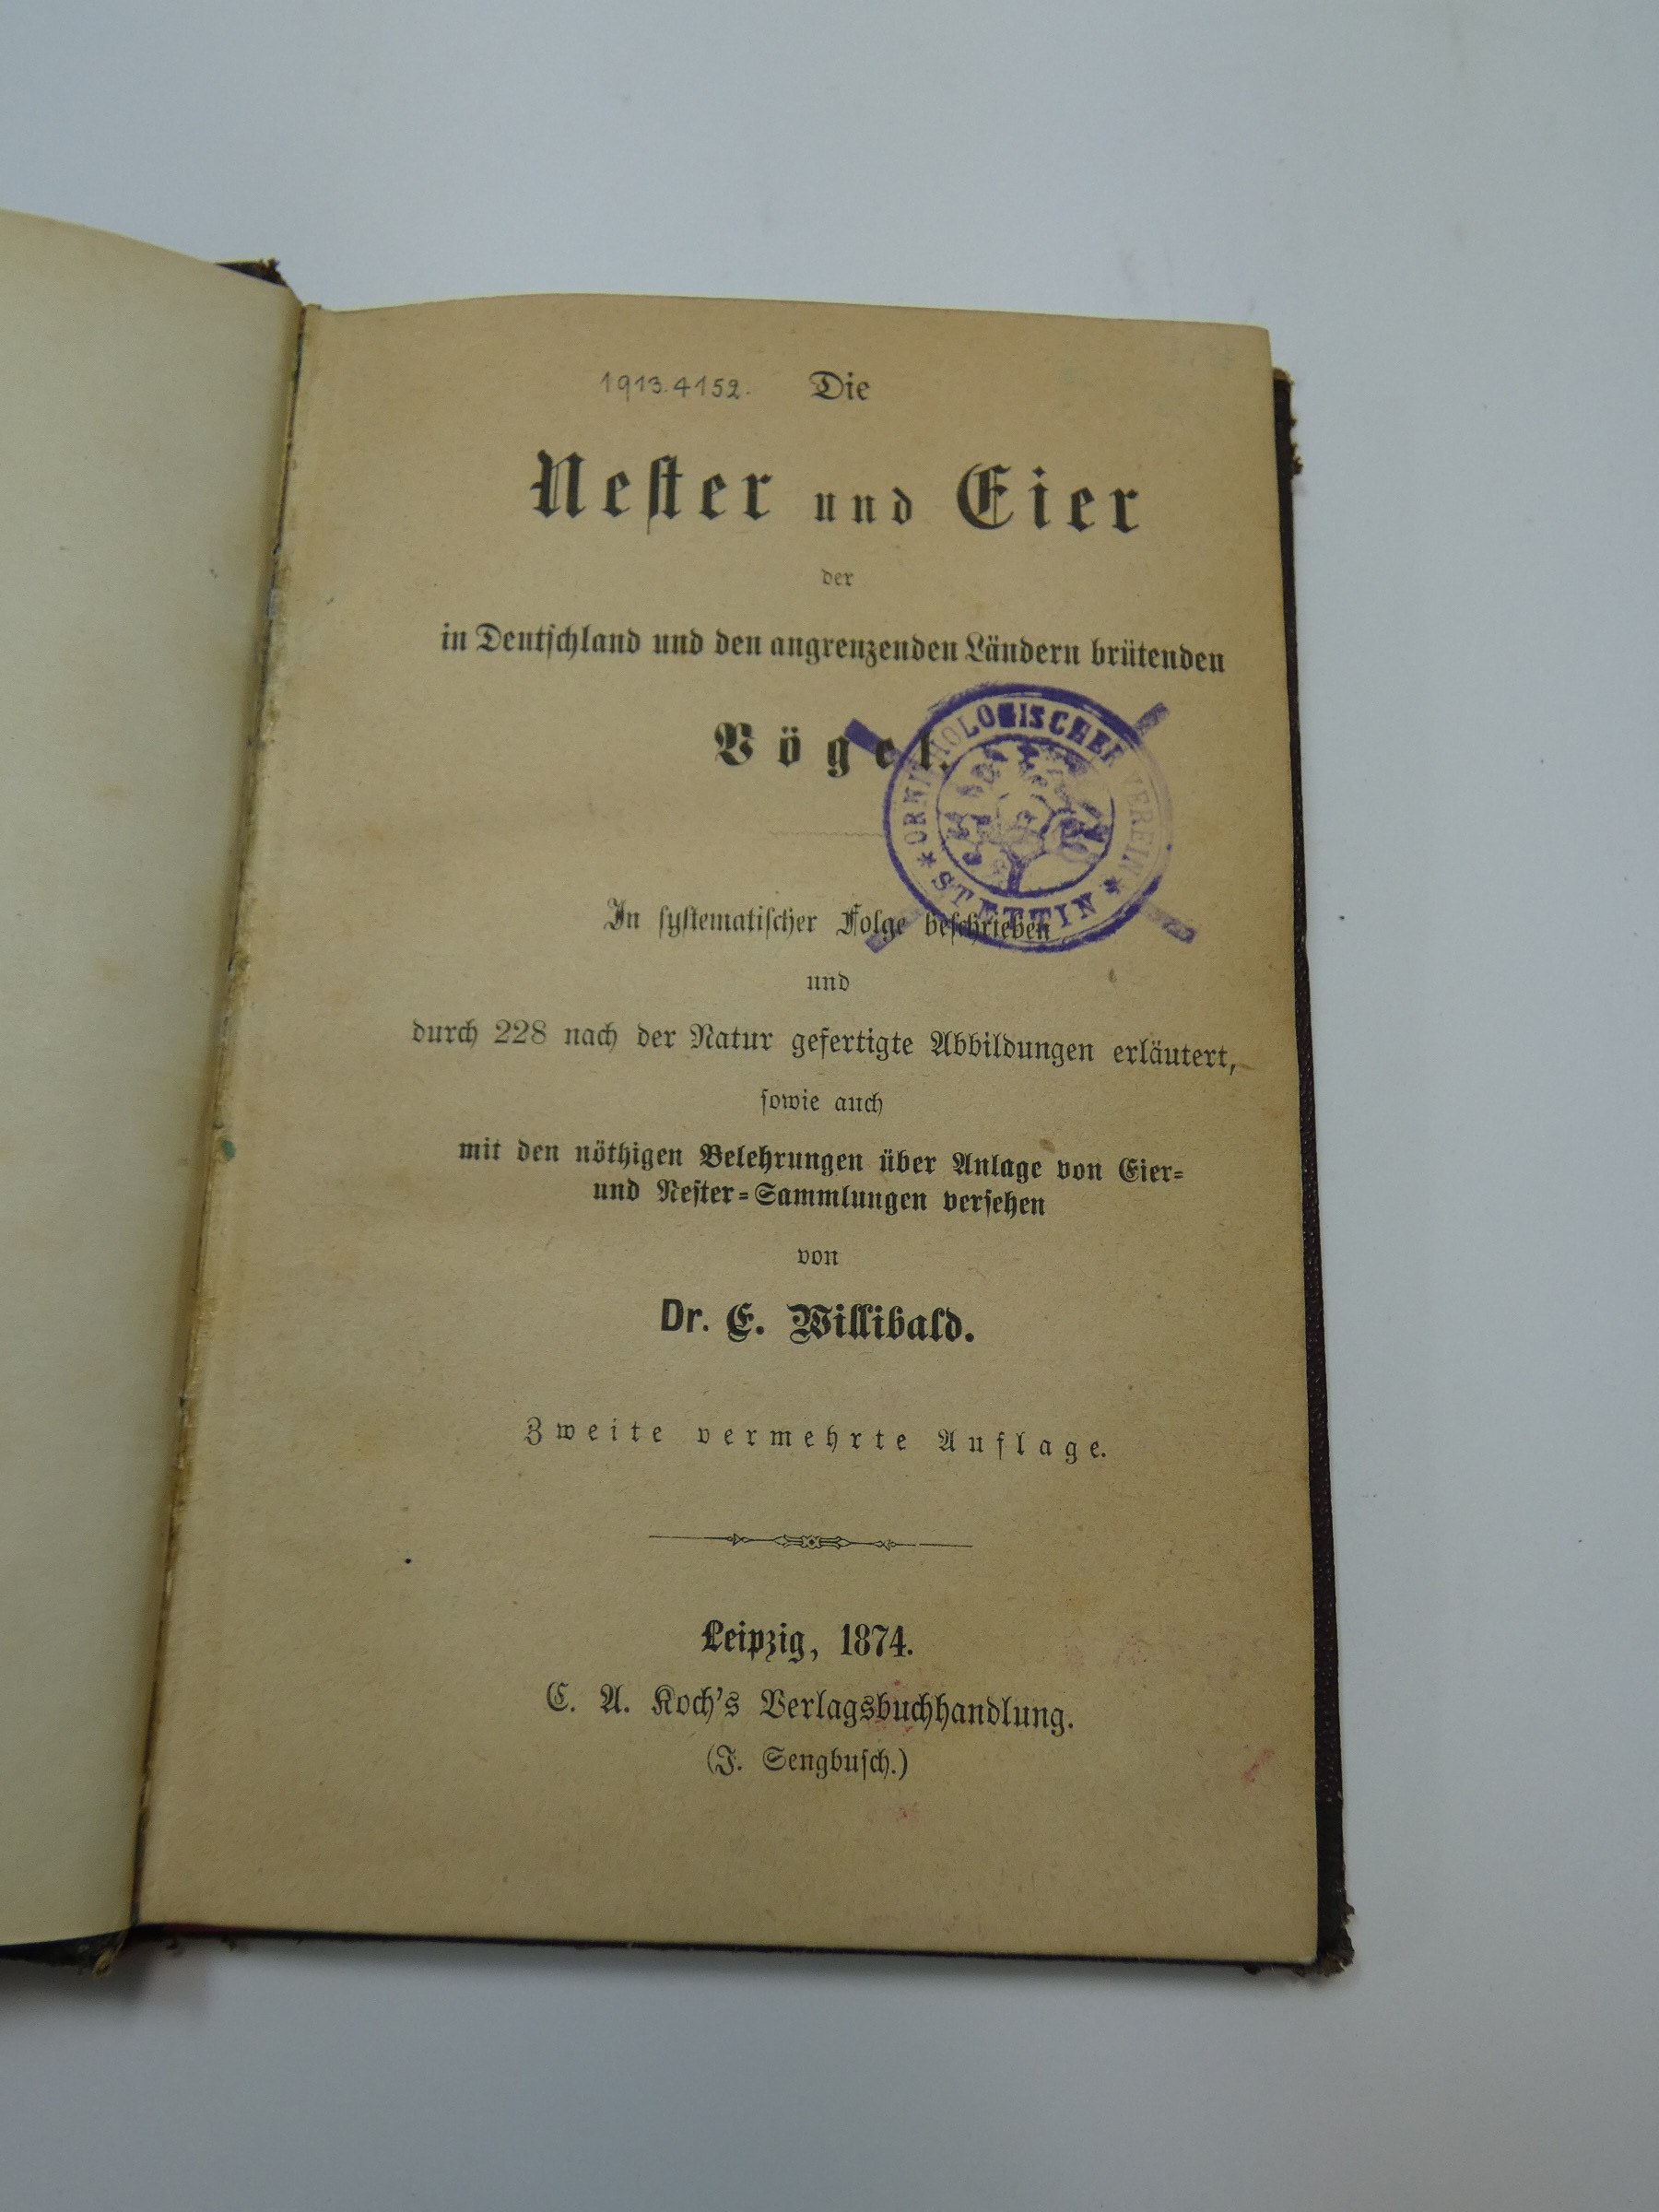 1913.4152. Die
Nester und Eier
der
in Deutschland und den angrenzenden Ländern brütenden
Vögel.
ORNITHOLOGISCHER VEREIN
* STETTIN *
In systematischer Folge beschrieben
und
durch 228 nach der Natur gefertigte Abbildungen erläutert,
sowie auch
mit den nöthigen Belehrungen über Anlage von Eier-
und Nester-Sammlungen versehen
von
Dr. E. Willibald.
Zweite vermehrte Auflage.
Leipzig, 1874.
C. A. Koch's Verlagsbuchhandlung.
(J. Sengbusch.)